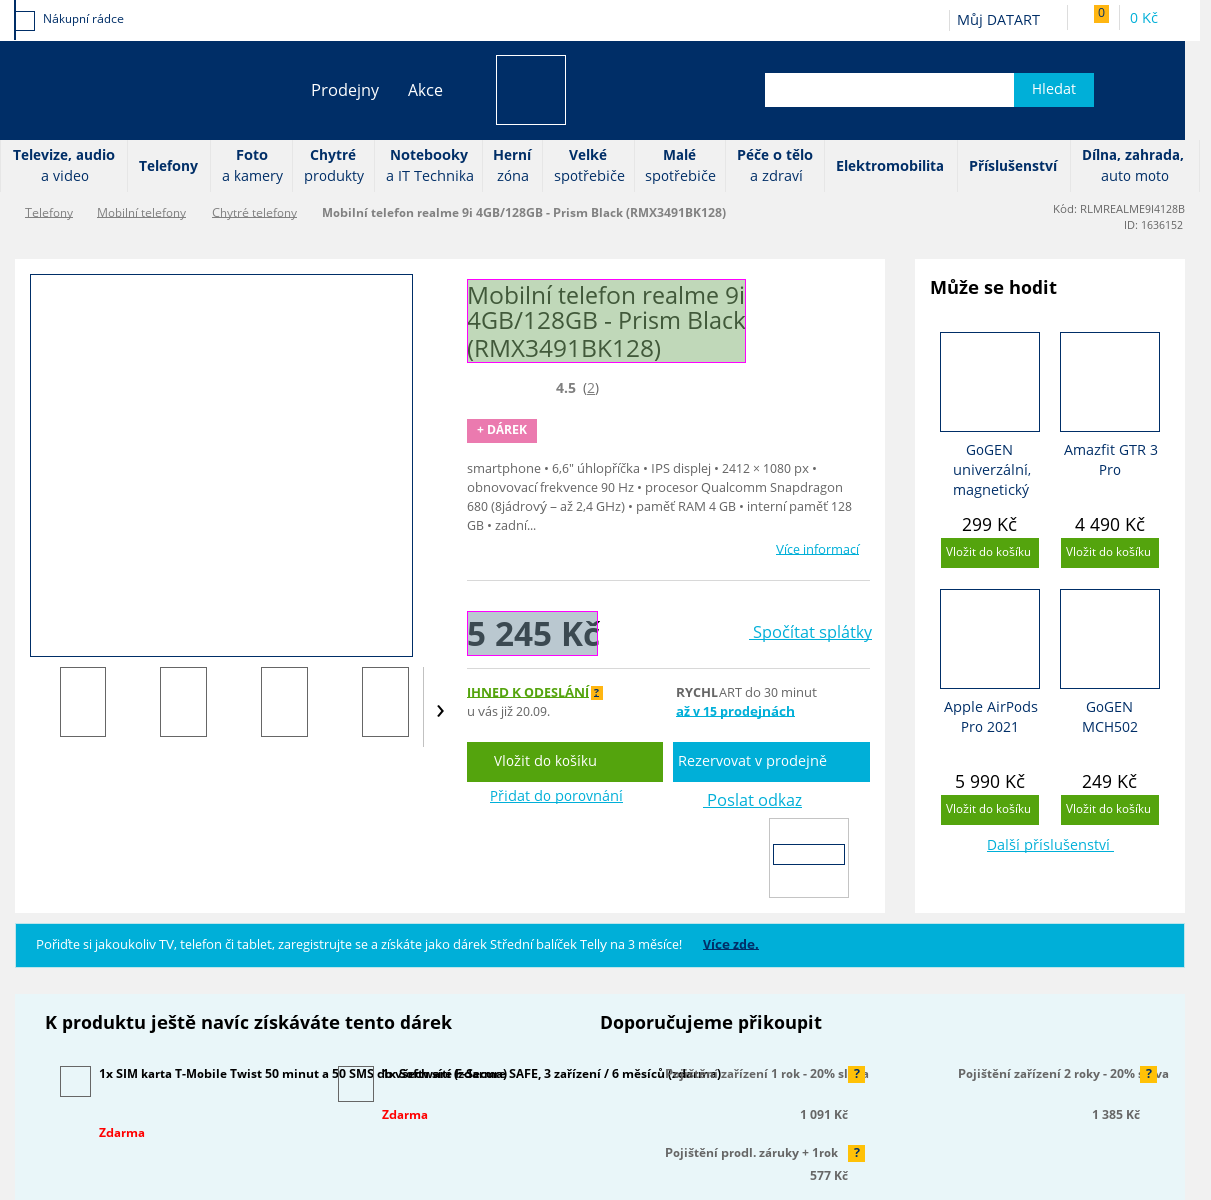 Nákupní rádce
Můj DATART
0
0 Kč
Prodejny
Akce
Hledat
Televize, audio
a video
Telefony
Foto
a kamery
Chytré
produkty
Notebooky
a IT Technika
Herní
zóna
Velké
spotřebiče
Malé
spotřebiče
Péče o tělo
a zdraví
Elektromobilita
Příslušenství
Dílna, zahrada,
auto moto
Telefony
Mobilní telefony
Chytré telefony
Mobilní telefon realme 9i 4GB/128GB - Prism Black (RMX3491BK128)
Kód: RLMREALME9I4128B
ID: 1636152
Mobilní telefon realme 9i
4GB/128GB - Prism Black
(RMX3491BK128)
4.5 (2)
+ DÁREK
smartphone • 6,6" úhlopříčka • IPS displej • 2412 × 1080 px •
obnovovací frekvence 90 Hz • procesor Qualcomm Snapdragon
680 (8jádrový – až 2,4 GHz) • paměť RAM 4 GB • interní paměť 128
GB • zadní...
Více informací
5 245 Kč
Spočítat splátky
IHNED K ODESLÁNÍ ?
u vás již 20.09.
RYCHLART do 30 minut
až v 15 prodejnách
Vložit do košíku
Rezervovat v prodejně
Přidat do porovnání
Poslat odkaz
Může se hodit
GoGEN
univerzální,
magnetický
299 Kč
Vložit do košíku
Amazfit GTR 3
Pro
4 490 Kč
Vložit do košíku
Apple AirPods
Pro 2021
5 990 Kč
Vložit do košíku
GoGEN
MCH502
249 Kč
Vložit do košíku
Další příslušenství
Pořiďte si jakoukoliv TV, telefon či tablet, zaregistrujte se a získáte jako dárek Střední balíček Telly na 3 měsíce! Více zde.
K produktu ještě navíc získáváte tento dárek
1x SIM karta T-Mobile Twist 50 minut a 50 SMS do všech sítí (zdarma)
Zdarma
1x Software F-Secure SAFE, 3 zařízení / 6 měsíců (zdarma)
Zdarma
Doporučujeme přikoupit
Pojištění zařízení 1 rok - 20% sleva
?
1 091 Kč
Pojištění zařízení 2 roky - 20% sleva
?
1 385 Kč
Pojištění prodl. záruky + 1rok
?
577 Kč